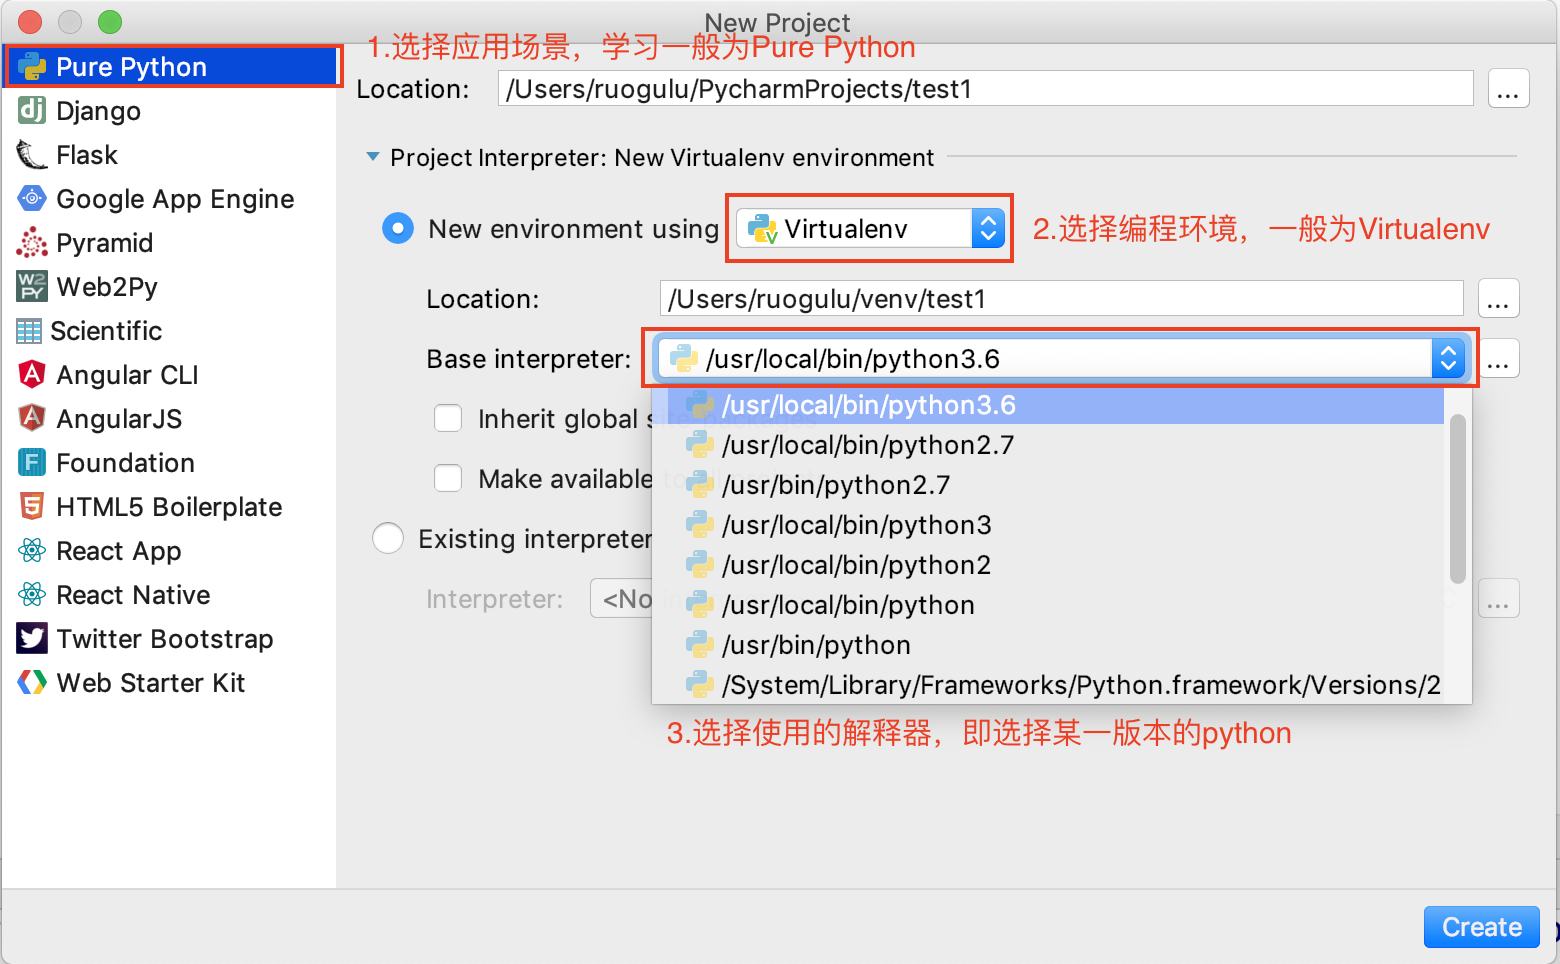 New Project
1.选择应用场景，学习一般为Pure Python
Pure Python
Django
Flask
Google App Engine
Pyramid
Web2Py
Scientific
Angular CLI
AngularJS
Foundation
HTML5 Boilerplate
React App
React Native
Twitter Bootstrap
Web Starter Kit
Location: /Users/ruogulu/PycharmProjects/test1 ...
Project Interpreter: New Virtualenv environment
New environment using Virtualenv 2.选择编程环境，一般为Virtualenv
Location: /Users/ruogulu/venv/test1 ...
Base interpreter: /usr/local/bin/python3.6 ...
/usr/local/bin/python3.6
Inherit global site-packages
/usr/local/bin/python2.7
Make available
/usr/bin/python2.7
/usr/local/bin/python3
Existing interpreter
/usr/local/bin/python2
Interpreter: <No ...
/usr/local/bin/python
/usr/bin/python
/System/Library/Frameworks/Python.framework/Versions/2
3.选择使用的解释器，即选择某一版本的python
Create